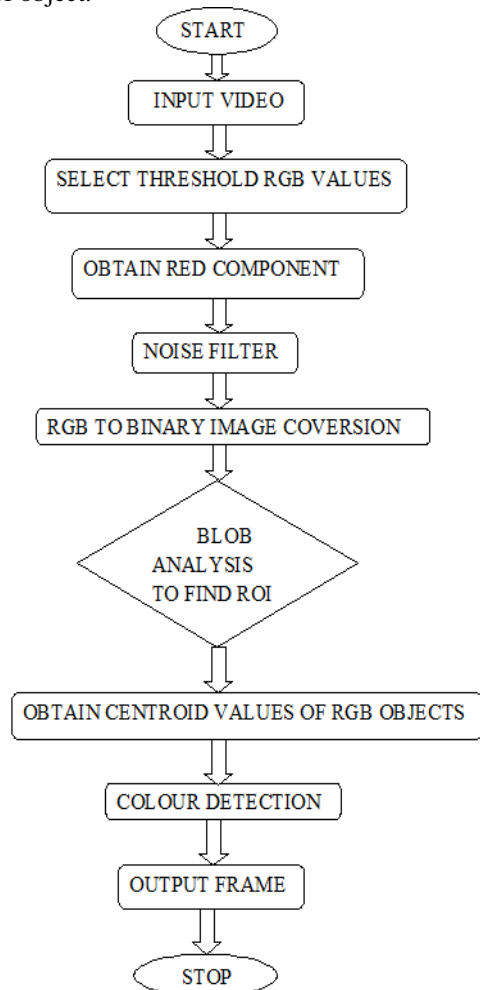 object.
START
INPUT VIDEO
SELECT THRESHOLD RGB VALUES
OBTAIN RED COMPONENT
NOISE FILTER
RGB TO BINARY IMAGE COVERSION
BLOB
ANALYSIS
TO FIND ROI
OBTAIN CENTROID VALUES OF RGB OBJECTS
COLOUR DETECTION
OUTPUT FRAME
STOP